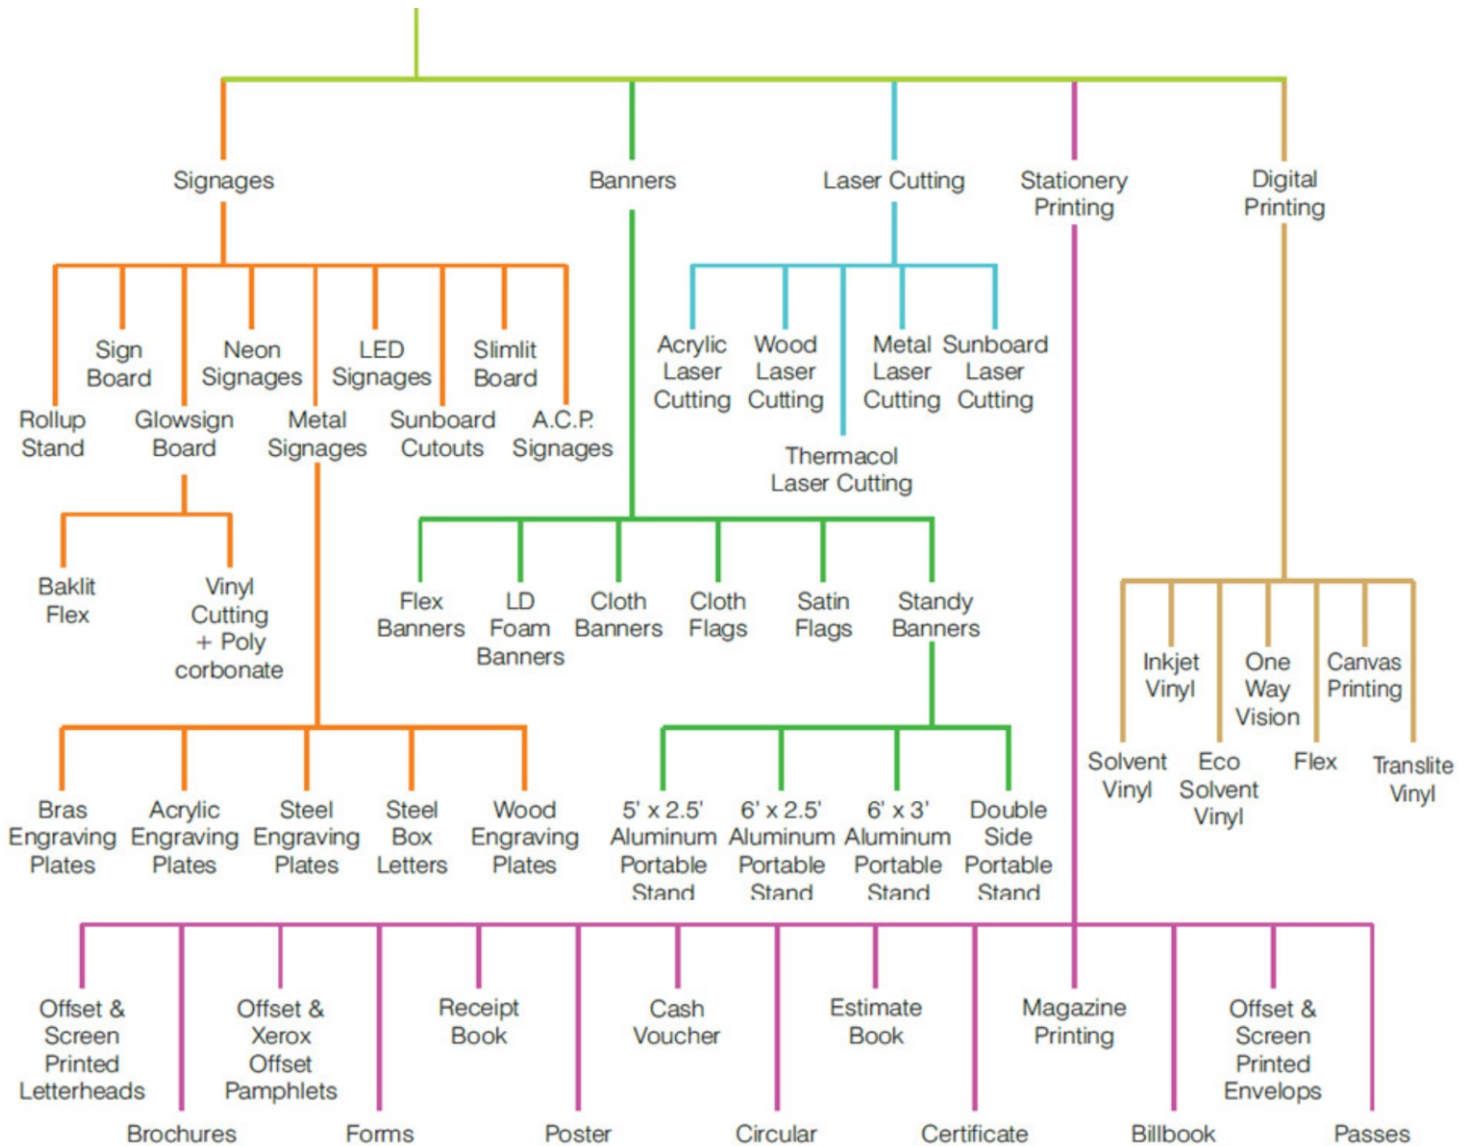 Signages
Banners
Laser Cutting
Stationery
Printing
Digital
Printing
Sign
Board
Neon
Signages
LED
Signages
Slimlit
Board
Rollup
Stand
Glowsign
Board
Metal
Signages
Sunboard
Cutouts
A.C.P.
Signages
Acrylic
Laser
Cutting
Wood
Laser
Cutting
Metal
Laser
Cutting
Sunboard
Laser
Cutting
Thermacol
Laser Cutting
Baklit
Flex
Vinyl
Cutting
+ Poly
corbonate
Flex
Banners
LD
Foam
Banners
Cloth
Banners
Cloth
Flags
Satin
Flags
Standy
Banners
Inkjet
Vinyl
One
Way
Vision
Canvas
Printing
Solvent
Vinyl
Eco
Solvent
Vinyl
Flex
Translite
Vinyl
Bras
Engraving
Plates
Acrylic
Engraving
Plates
Steel
Engraving
Plates
Steel
Box
Letters
Wood
Engraving
Plates
5' x 2.5'
Aluminum
Portable
Stand
6' x 2.5'
Aluminum
Portable
Stand
6' x 3'
Aluminum
Portable
Stand
Double
Side
Portable
Stand
Offset &
Screen
Printed
Letterheads
Offset &
Xerox
Offset
Pamphlets
Receipt
Book
Cash
Voucher
Estimate
Book
Magazine
Printing
Offset &
Screen
Printed
Envelops
Brochures
Forms
Poster
Circular
Certificate
Billbook
Passes